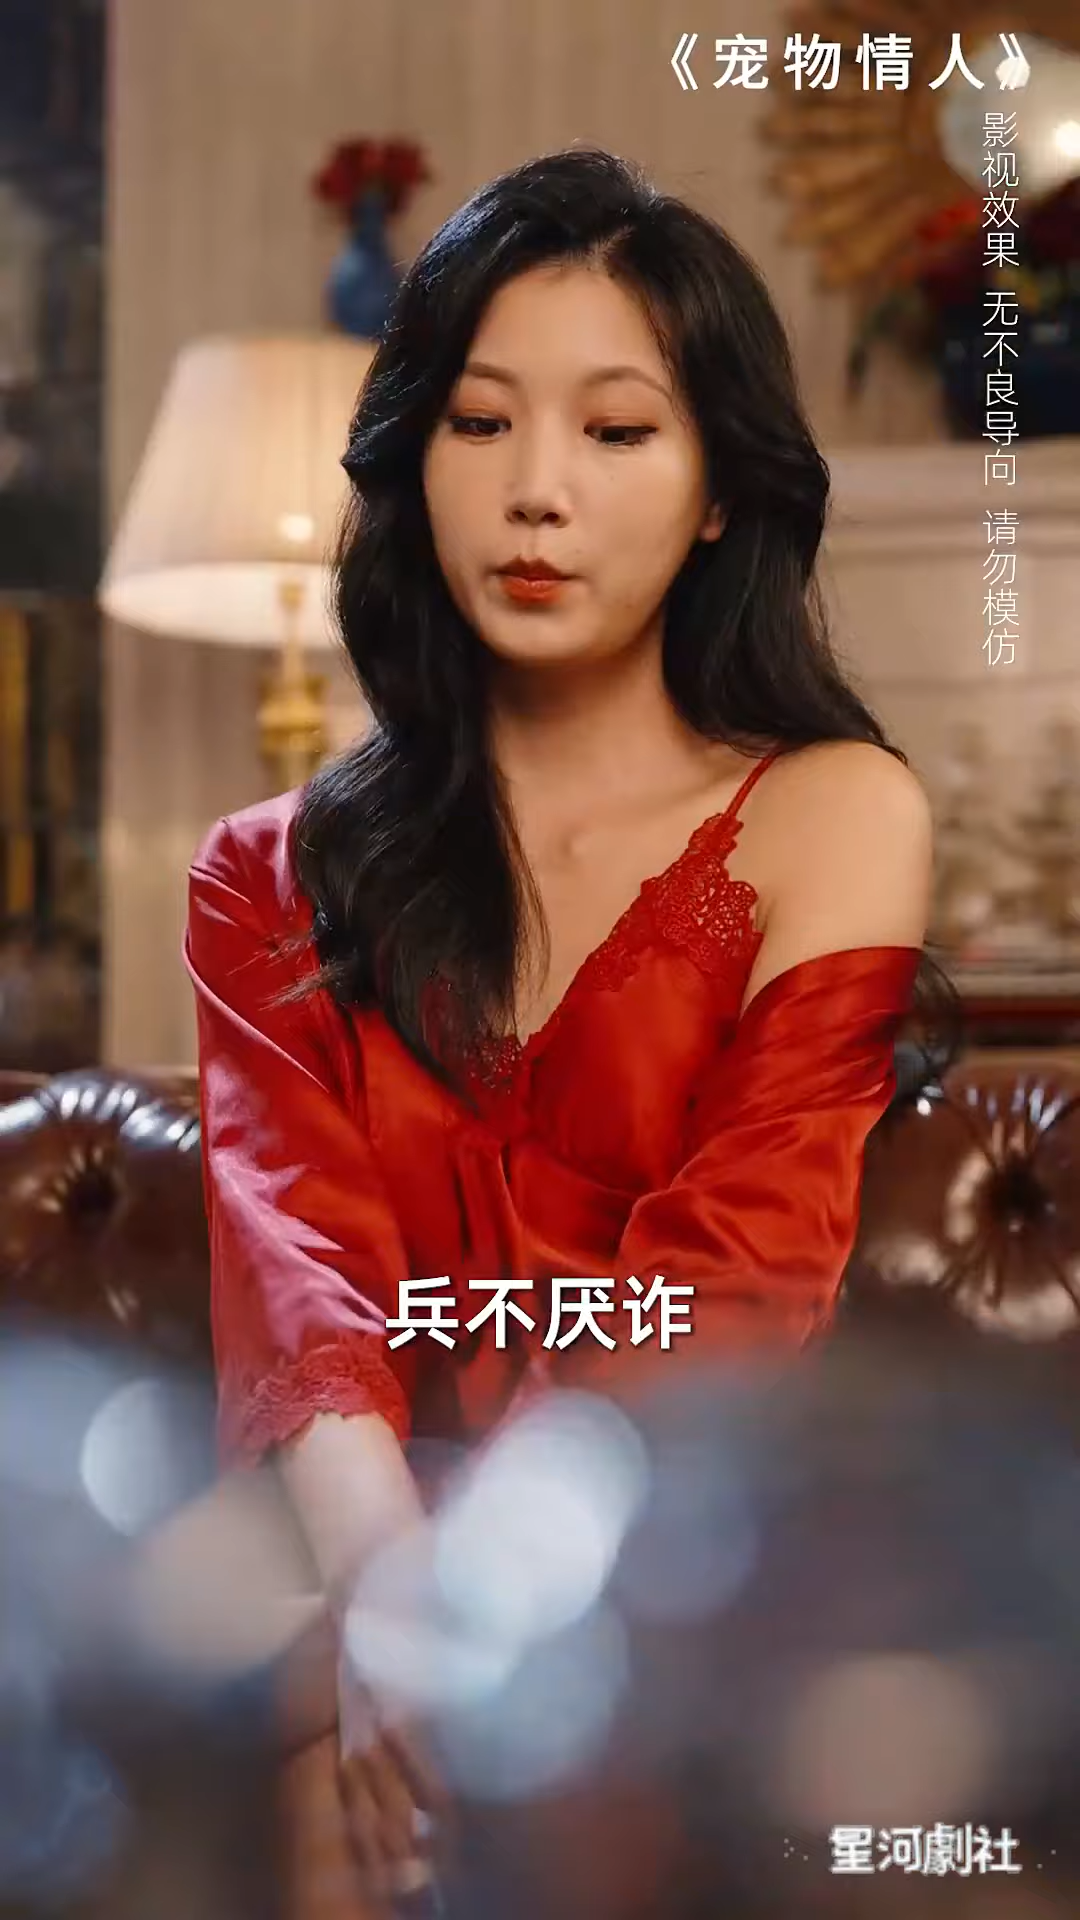 《宠物情人》
影视效果 无不良导向 请勿模仿
兵不厌诈
星河劇社